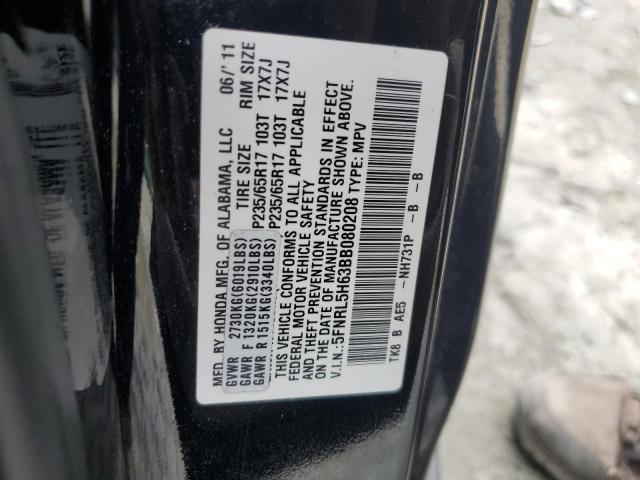 MFD BY HONDA MFG. OF ALABAMA, LLC 06/'11
GVWR 2730KG(6019LBS) TIRE SIZE RIM SIZE
GAWR F 1320KG(2910LBS) P235/65R17 103T 17X7J
GAWR R 1515KG(3340LBS) P235/65R17 103T 17X7J
THIS VEHICLE CONFORMS TO ALL APPLICABLE
FEDERAL MOTOR VEHICLE SAFETY
AND THEFT PREVENTION STANDARDS IN EFFECT
ON THE DATE OF MANUFACTURE SHOWN ABOVE.
V.I.N.:5FNRL5H63BB080208 TYPE: MPV
TK8 B AE5 -NH731P -B -B